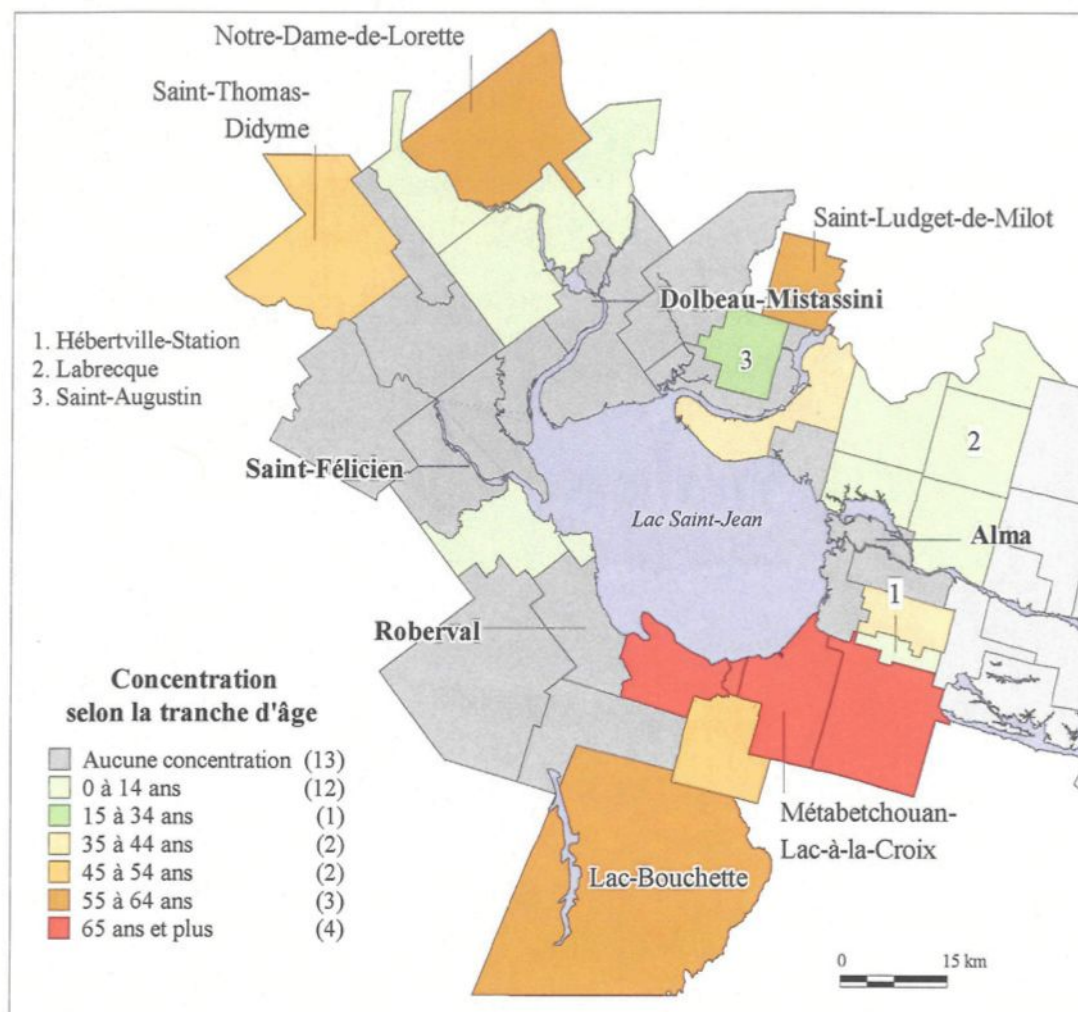 Notre-Dame-de-Lorette
Saint-Thomas-
Didyme
Saint-Ludget-de-Milot
Dolbeau-Mistassini
1. Hébertville-Station
2. Labrecque
3. Saint-Augustin
3
2
Saint-Félicien
Lac Saint-Jean
Alma
1
Roberval
Concentration
selon la tranche d'âge
Aucune concentration (13)
0 à 14 ans (12)
15 à 34 ans (1)
35 à 44 ans (2)
45 à 54 ans (2)
55 à 64 ans (3)
65 ans et plus (4)
Métabetchouan-
Lac-à-la-Croix
Lac-Bouchette
0 15 km